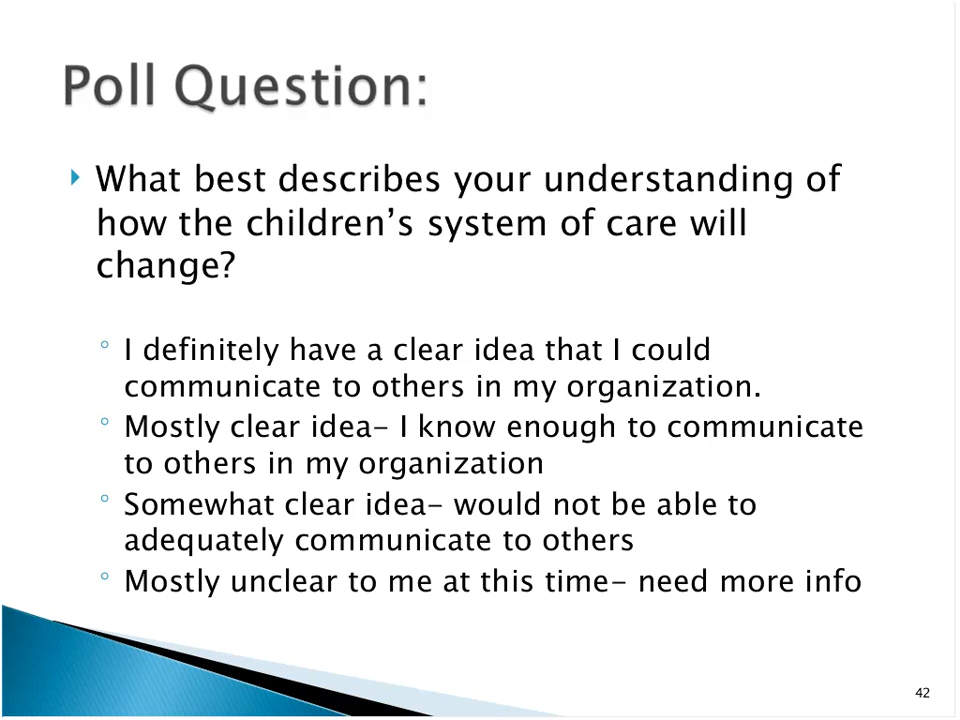 Poll Question:
What best describes your understanding of
how the children’s system of care will
change?
I definitely have a clear idea that I could
communicate to others in my organization.
Mostly clear idea- I know enough to communicate
to others in my organization
Somewhat clear idea- would not be able to
adequately communicate to others
Mostly unclear to me at this time- need more info
42